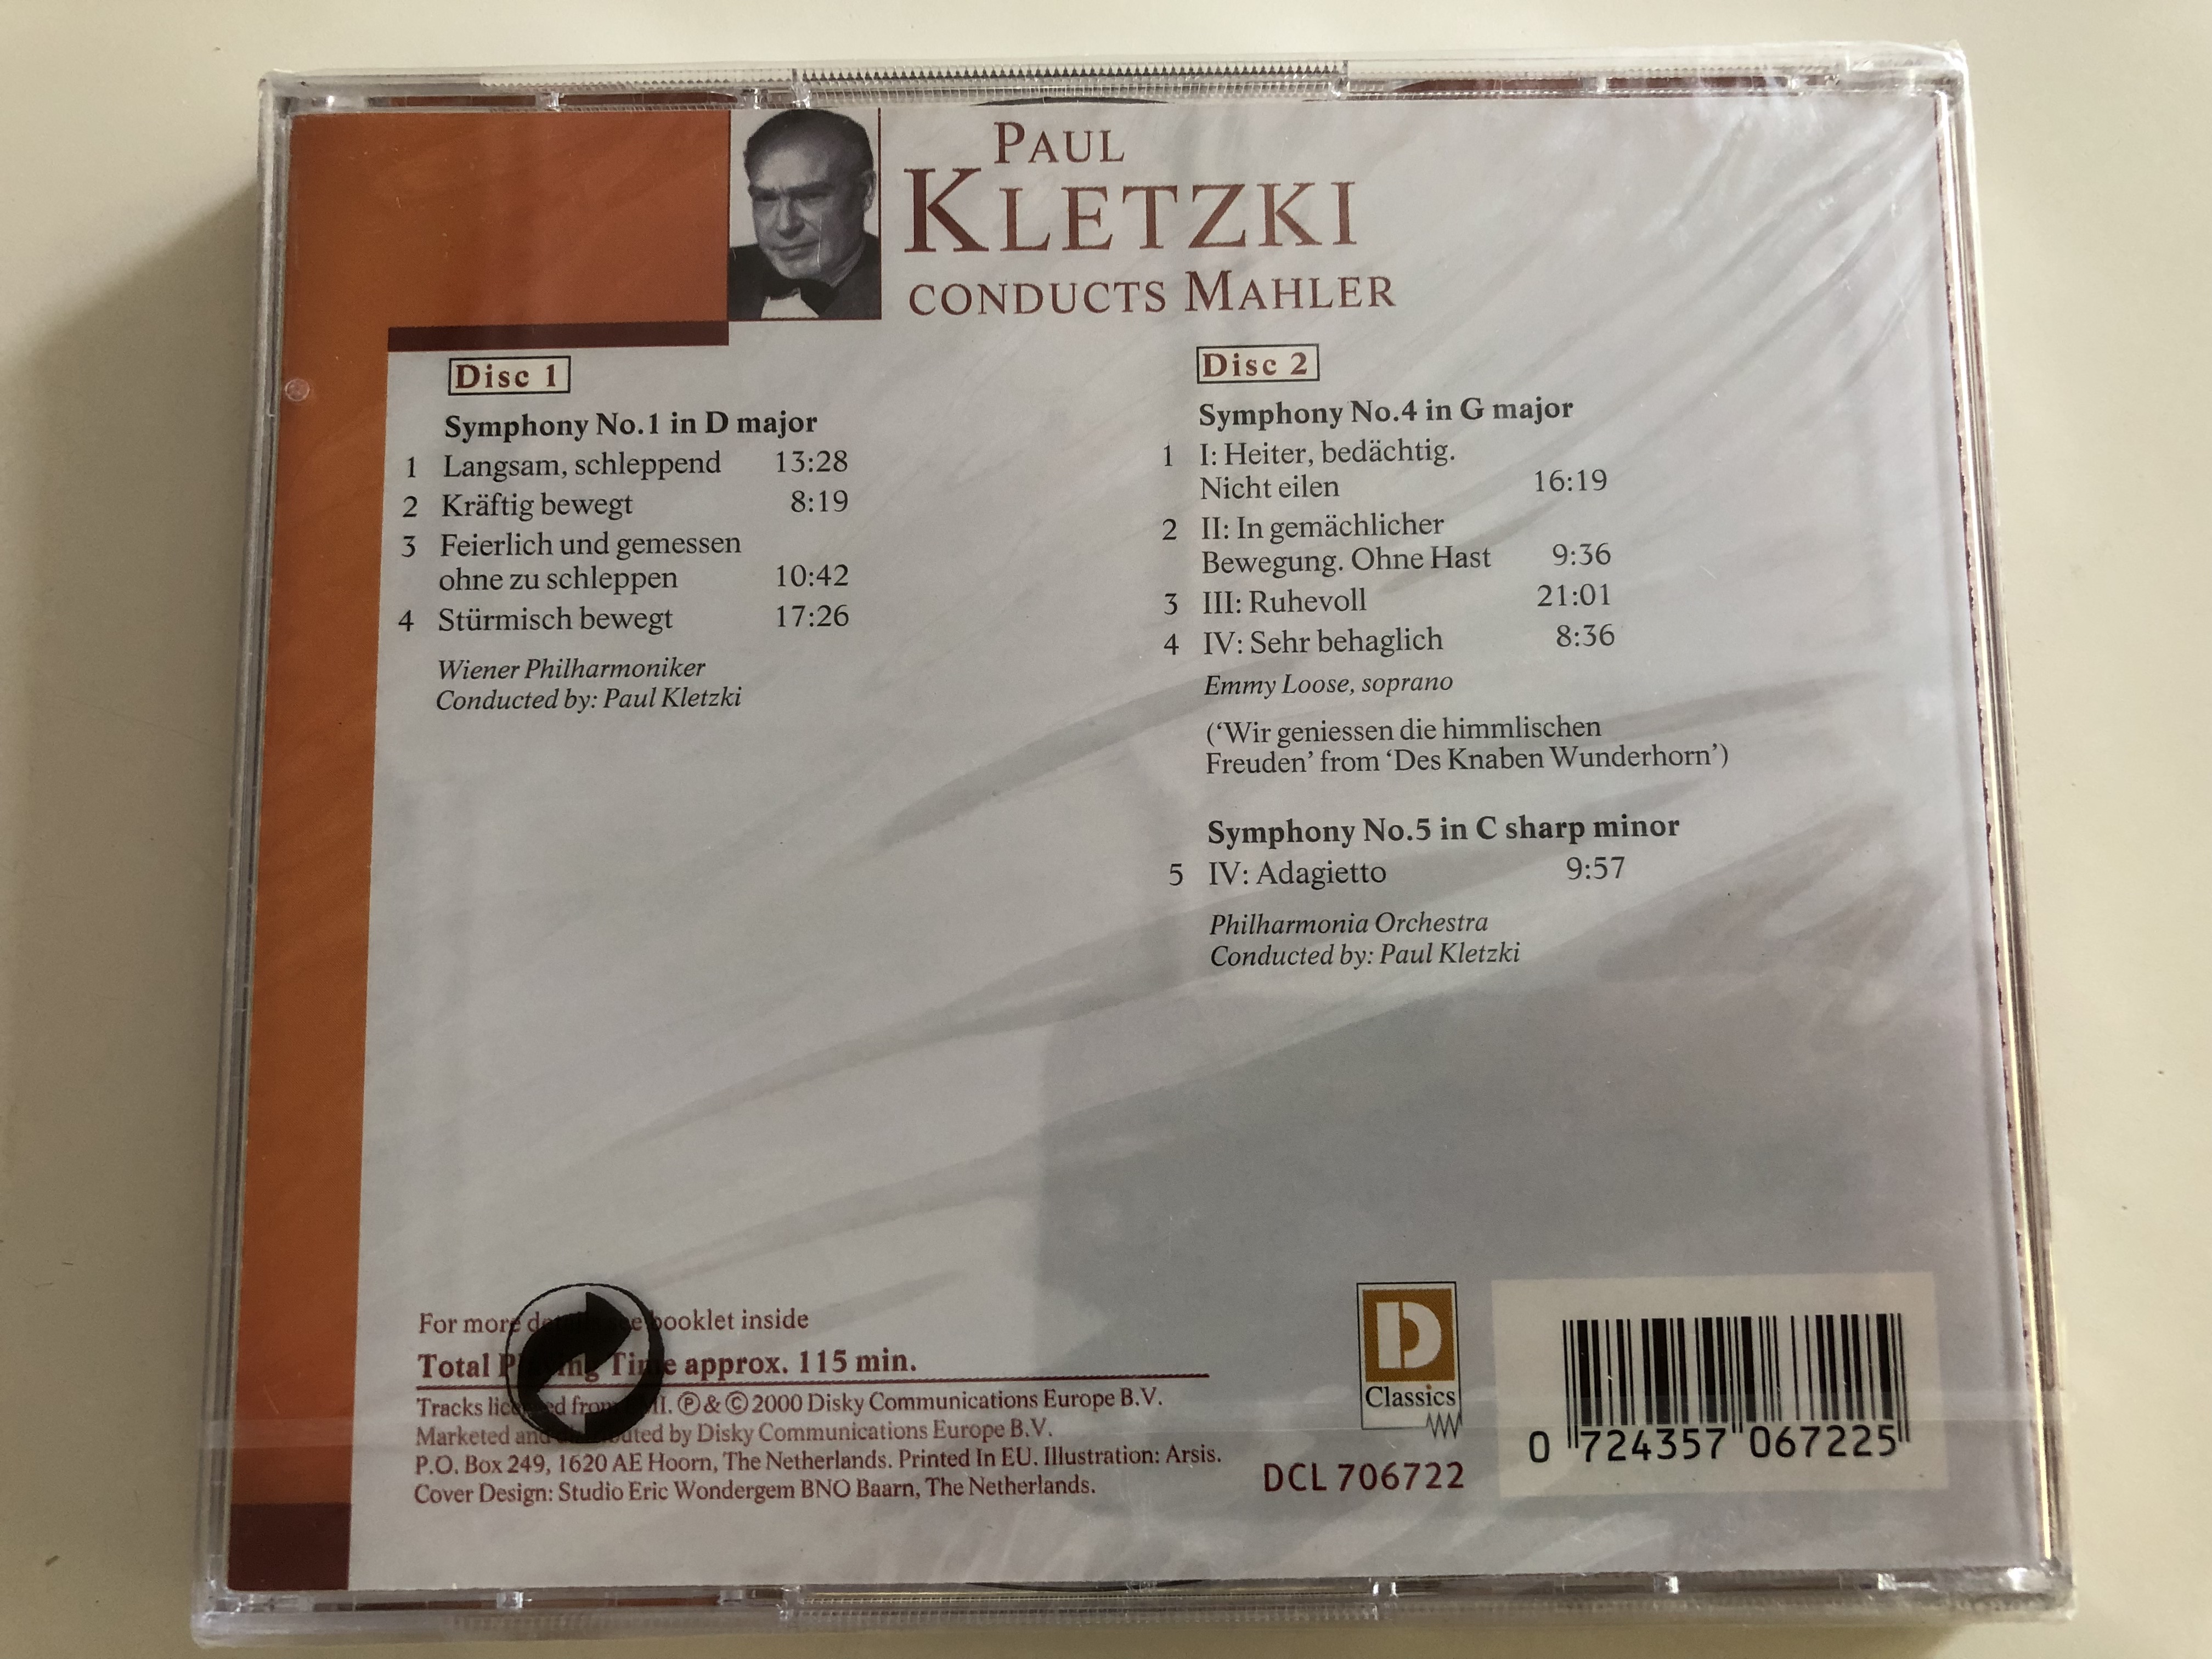 PAUL
KLETZKI
CONDUCTS MAHLER
Disc 1
Symphony No.1 in D major
1 Langsam, schleppend 13:28
2 Kräftig bewegt 8:19
3 Feierlich und gemessen
ohne zu schleppen 10:42
4 Stürmisch bewegt 17:26
Wiener Philharmoniker
Conducted by: Paul Kletzki
Disc 2
Symphony No.4 in G major
1 I: Heiter, bedächtig.
Nicht eilen 16:19
2 II: In gemächlicher
Bewegung. Ohne Hast 9:36
3 III: Ruhevoll 21:01
4 IV: Sehr behaglich 8:36
Emmy Loose, soprano
(‘Wir geniessen die himmlischen
Freuden’ from ‘Des Knaben Wunderhorn’)
Symphony No.5 in C sharp minor
5 IV: Adagietto 9:57
Philharmonia Orchestra
Conducted by: Paul Kletzki
For more booklet inside
Total Playing Time approx. 115 min.
Tracks licensed from ℗ & © 2000 Disky Communications Europe B.V.
Marketed and distributed by Disky Communications Europe B.V.
P.O. Box 249, 1620 AE Hoorn, The Netherlands. Printed In EU. Illustration: Arsis.
Cover Design: Studio Eric Wondergem BNO Baarn, The Netherlands.
D
Classics
DCL 706722
0 724357 067225